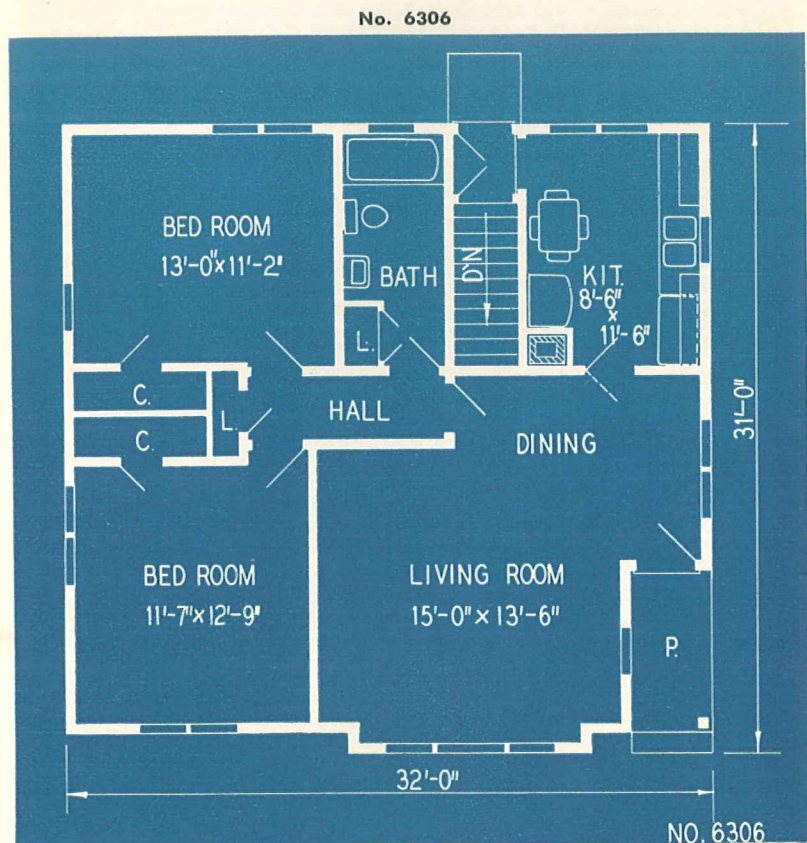 No. 6306
BED ROOM
13'-0"x11'-2"
BATH
D'N
KIT.
8'-6"
x
11'-6"
L.
C.
L.
HALL
C.
DINING
31'-0"
BED ROOM
11'-7"x12'-9"
LIVING ROOM
15'-0" x 13'-6"
P.
32'-0"
NO. 6306